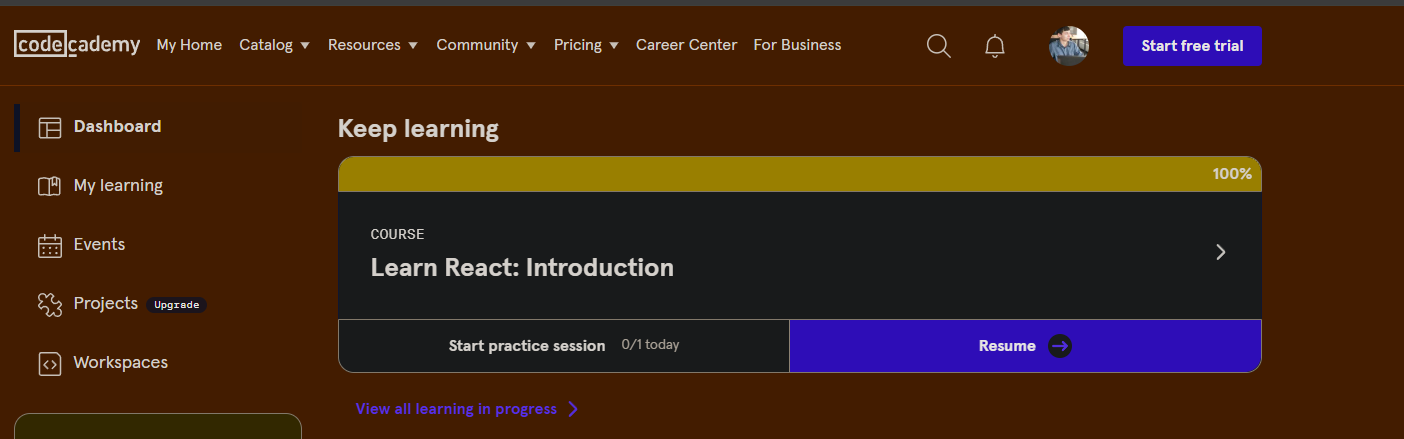 codecademy My Home Catalog Resources Community Pricing Career Center For Business Start free trial
Dashboard
My learning
Events
Projects Upgrade
Workspaces
Keep learning
100%
COURSE
Learn React: Introduction
Start practice session 0/1 today Resume
View all learning in progress